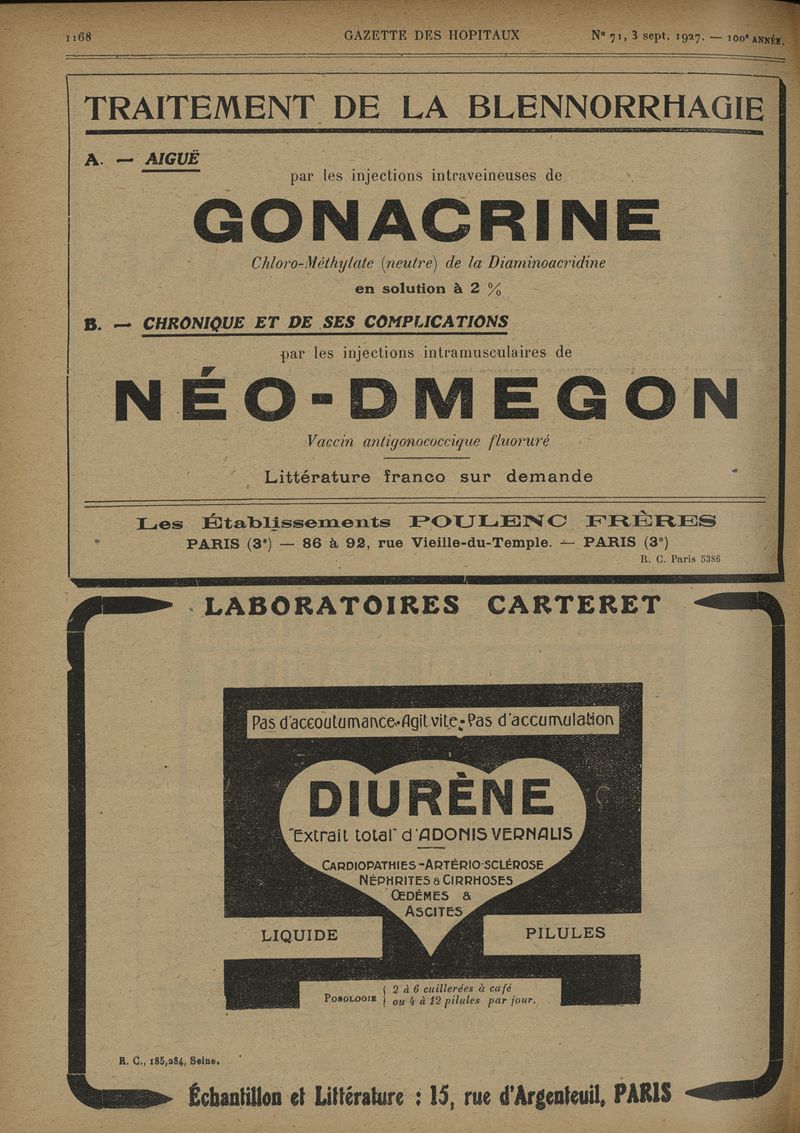 1168
GAZETTE DES HOPITAUX
N° 71, 3 sept. 1927. — 100e ANNÉE.
TRAITEMENT DE LA BLENNORRHAGIE
A. — AIGUË
par les injections intraveineuses de
GONACRINE
Chloro-Méthylate (neutre) de la Diaminoacridine
en solution à 2 %
B. — CHRONIQUE ET DE SES COMPLICATIONS
par les injections intramusculaires de
NÉO-DMEGON
Vaccin antigonococcique fluoruré
Littérature franco sur demande
Les Établissements POULENC FRÈRES
PARIS (3e) — 86 à 92, rue Vieille-du-Temple. — PARIS (3e)
R. C. Paris 5386
LABORATOIRES CARTERET
Pas d'accoutumance.-Agit vite.-Pas d'accumulation
DIURÈNE
"Extrait total" d'ADONIS VERNALIS
CARDIOPATHIES-ARTÉRIO-SCLÉROSE
NÉPHRITES & CIRRHOSES
ŒDÈMES &
ASCITES
LIQUIDE
PILULES
POSOLOGIE { 2 à 6 cuillerées à café
ou 4 à 12 pilules par jour.
R. C., 185,284, Seine.
Échantillon et Littérature : 15, rue d'Argenteuil, PARIS